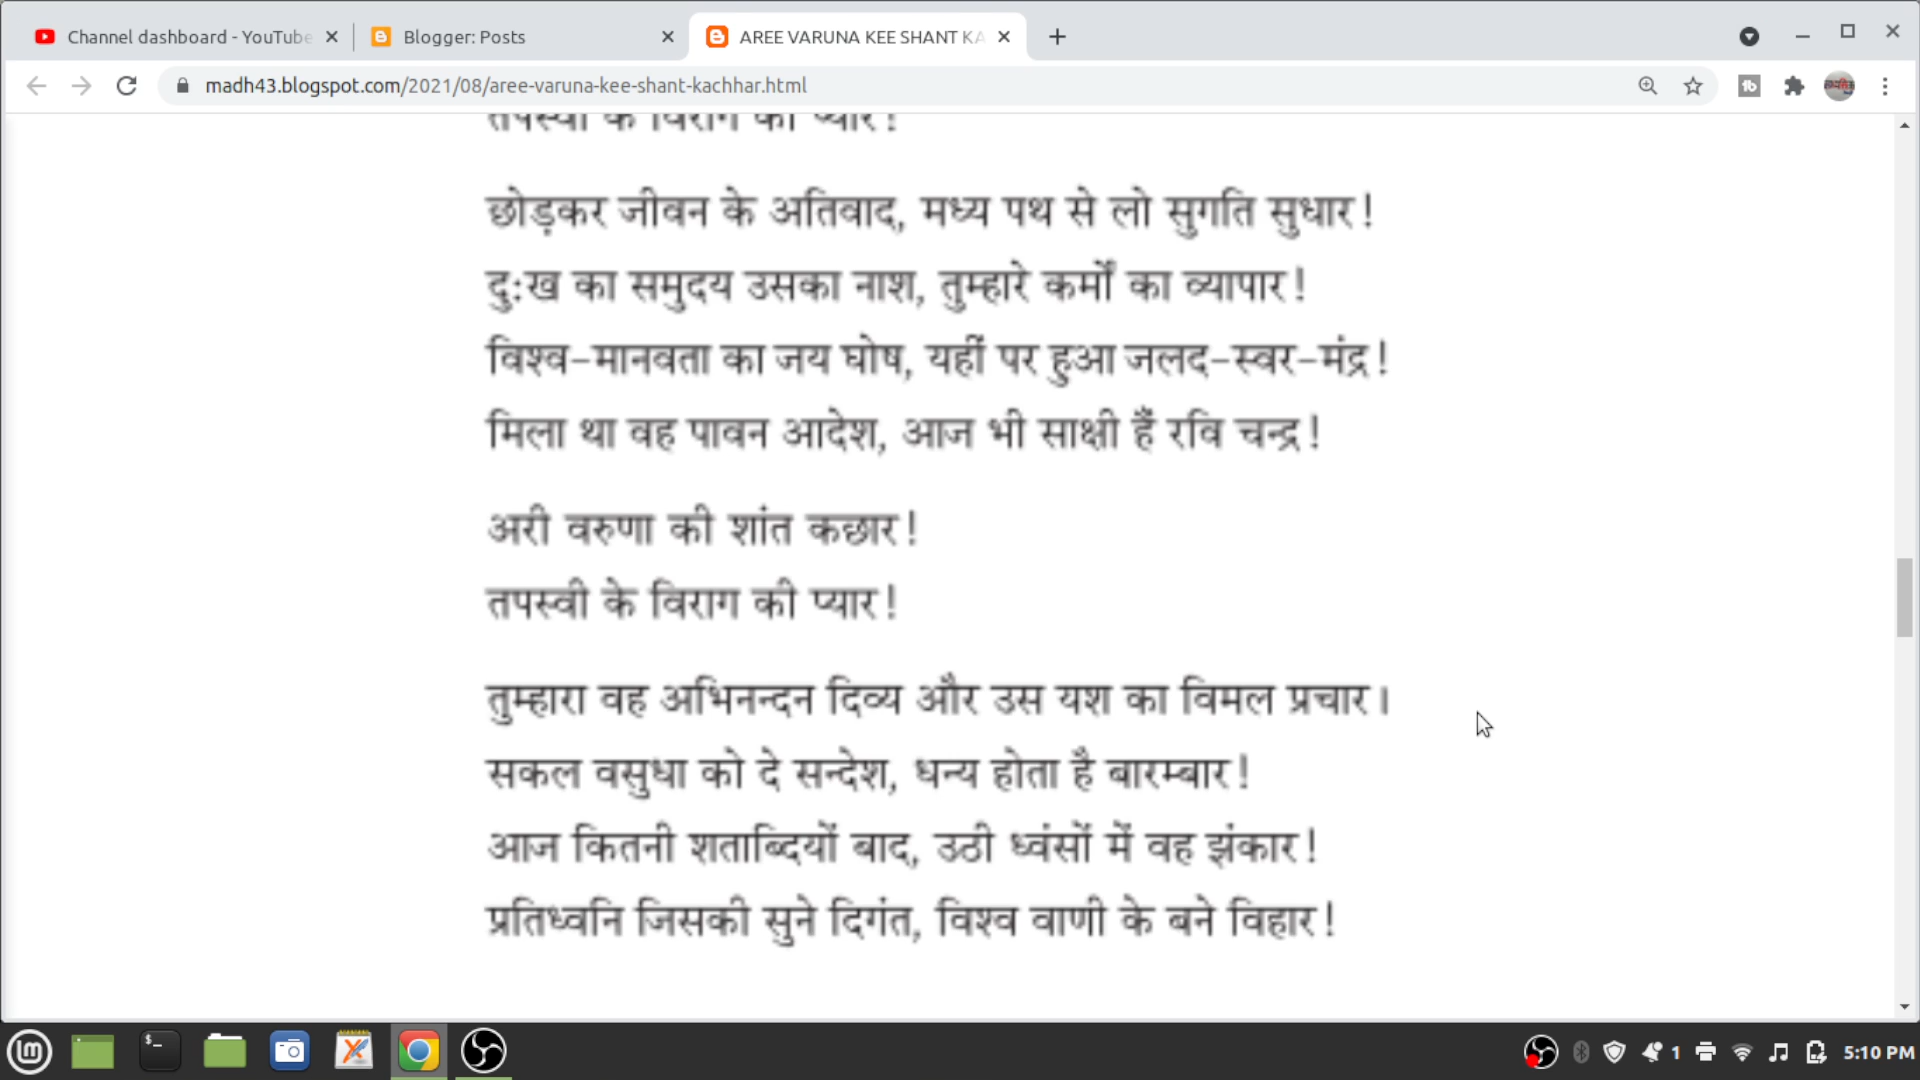 Channel dashboard - YouTube
Blogger: Posts
AREE VARUNA KEE SHANT KA
madh43.blogspot.com/2021/08/aree-varuna-kee-shant-kachhar.html
तपस्वी के विराग की प्यार!
छोड़कर जीवन के अतिवाद, मध्य पथ से लो सुगति सुधार!
दुःख का समुदय उसका नाश, तुम्हारे कर्मों का व्यापार!
विश्व-मानवता का जय घोष, यहीं पर हुआ जलद-स्वर-मंद्र!
मिला था वह पावन आदेश, आज भी साक्षी हैं रवि चन्द्र!
अरी वरुणा की शांत कछार!
तपस्वी के विराग की प्यार!
तुम्हारा वह अभिनन्दन दिव्य और उस यश का विमल प्रचार।
सकल वसुधा को दे सन्देश, धन्य होता है बारम्बार!
आज कितनी शताब्दियों बाद, उठी ध्वंसों में वह झंकार!
प्रतिध्वनि जिसकी सुने दिगंत, विश्व वाणी के बने विहार!
1
5:10 PM